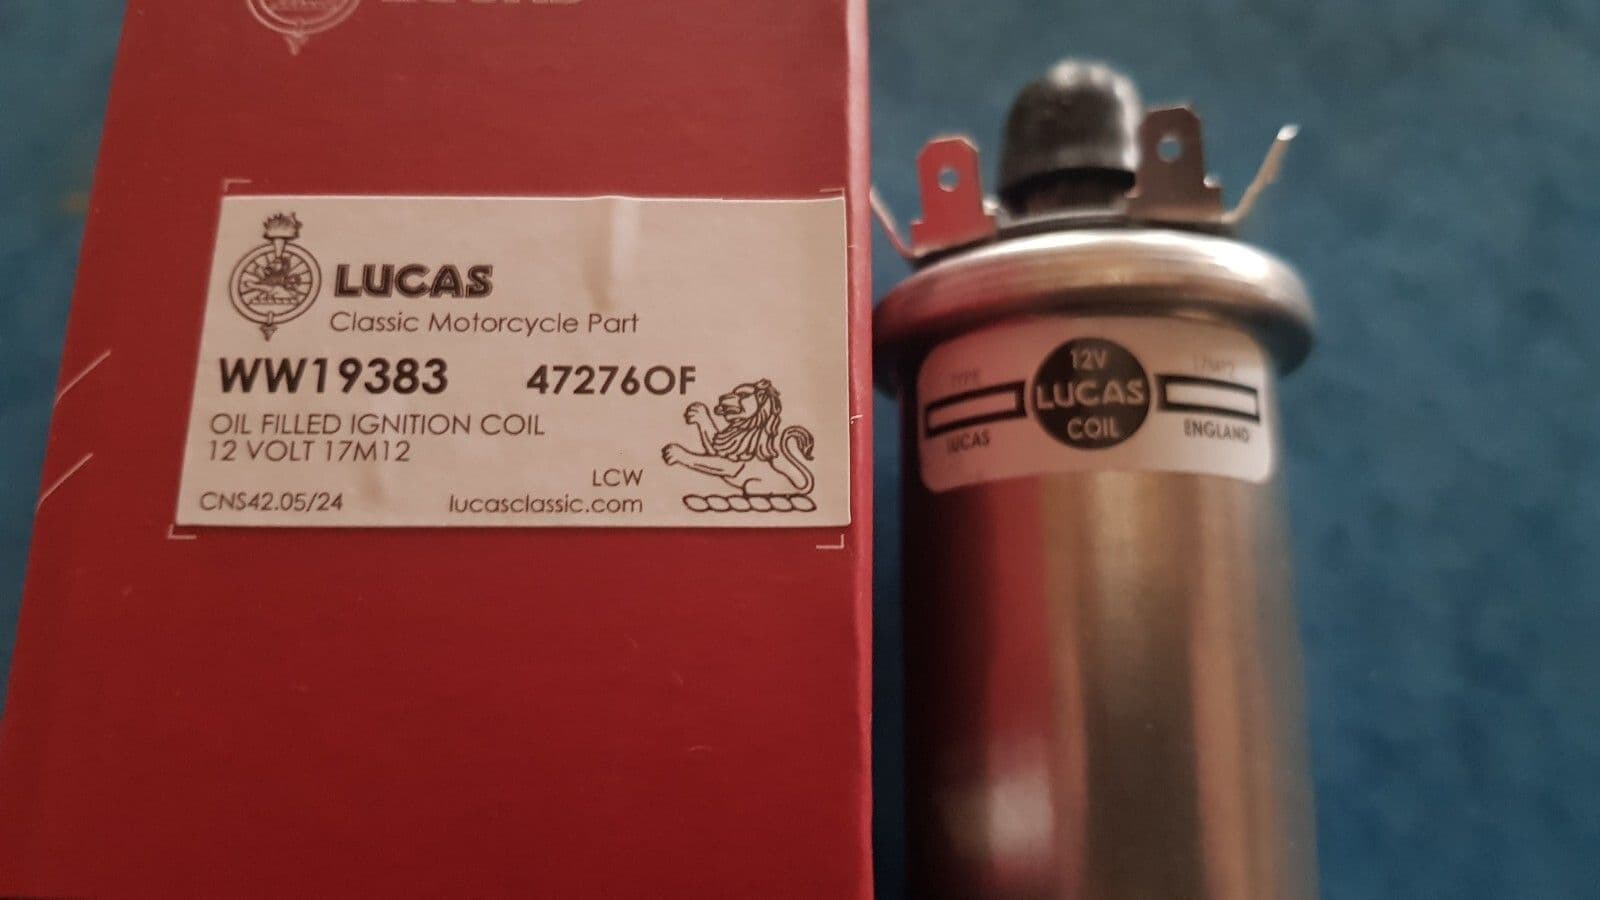 LUCAS
Classic Motorcycle Part
WW19383 47276OF
OIL FILLED IGNITION COIL
12 VOLT 17M12
LCW
CNS42.05/24 lucasclassic.com
12V
TYPE 17M12
LUCAS
LUCAS COIL ENGLAND